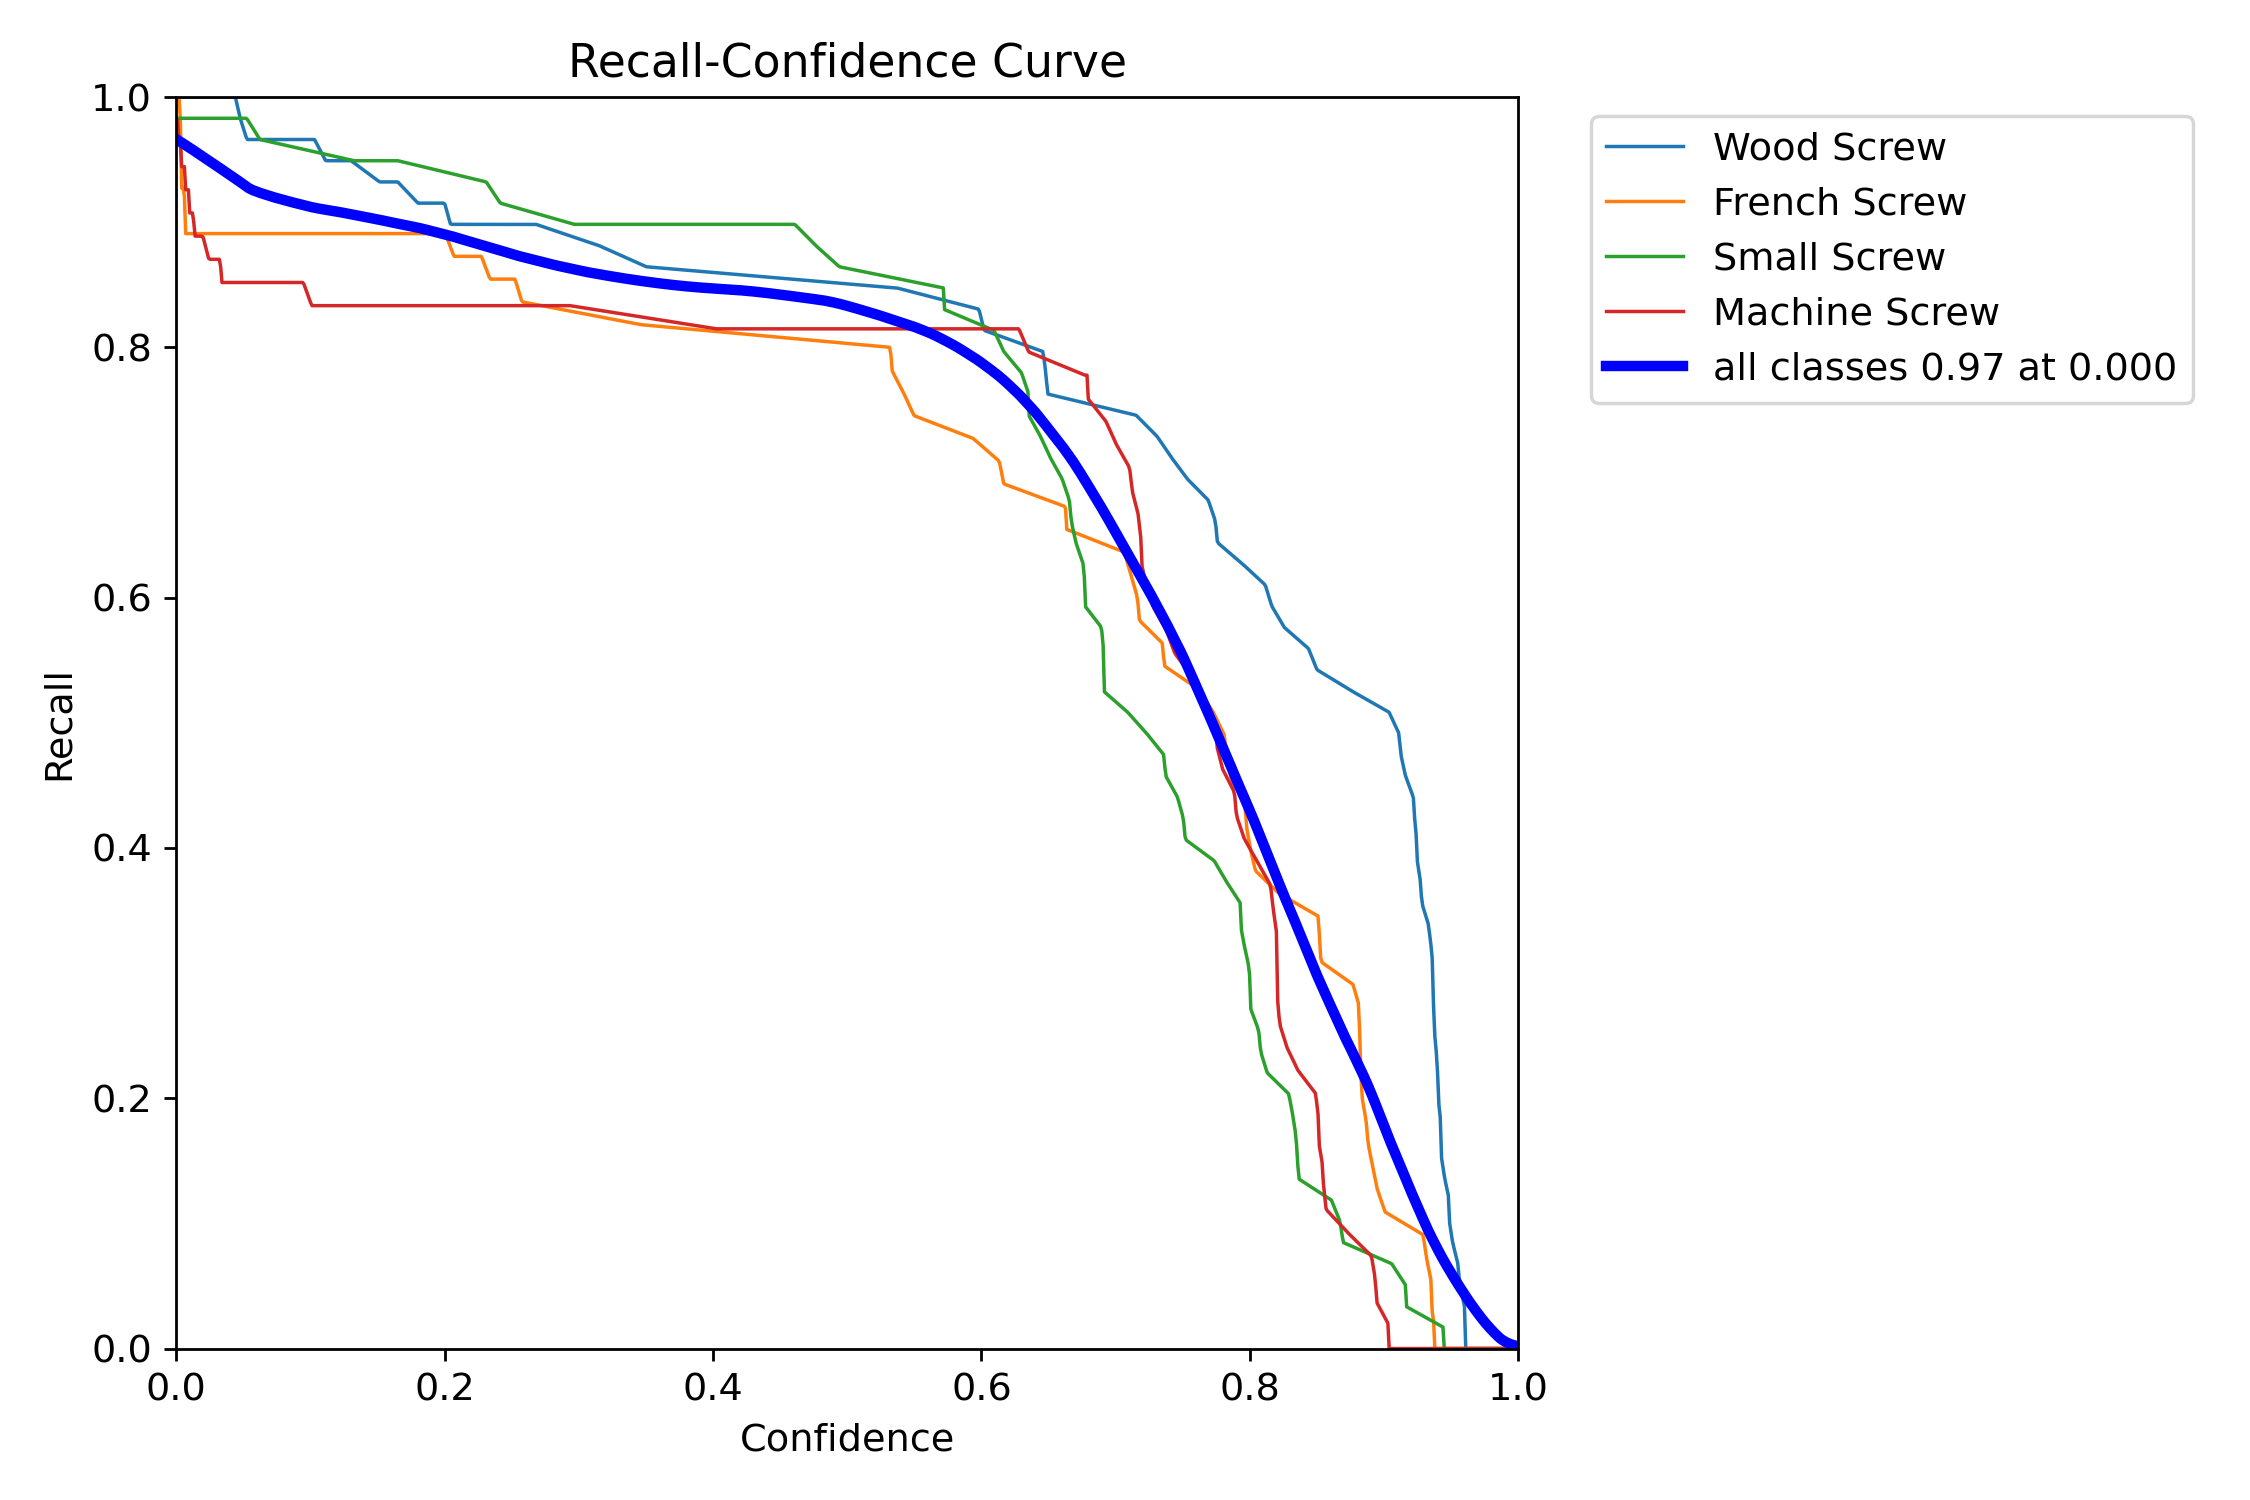 Recall-Confidence Curve
1.0
0.8
0.6
0.4
0.2
0.0
Recall
0.0 0.2 0.4 0.6 0.8 1.0
Confidence
Wood Screw
French Screw
Small Screw
Machine Screw
all classes 0.97 at 0.000